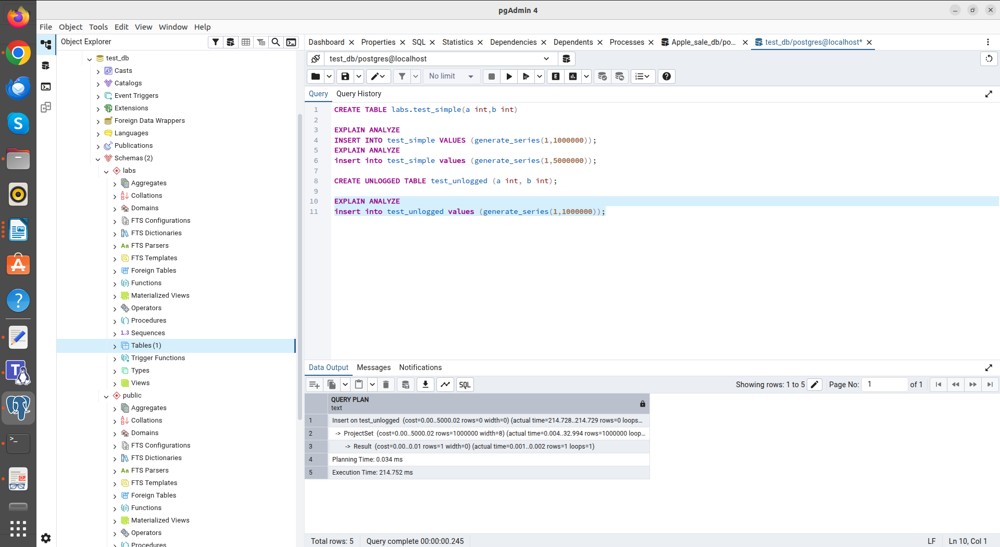 pgAdmin 4
File Object Tools Edit View Window Help
Object Explorer
Dashboard Properties SQL Statistics Dependencies Dependents Processes Apple_sale_db/po... test_db/postgres@localhost*
test_db/postgres@localhost
No limit
E
SQL
Query Query History
1 CREATE TABLE labs.test_simple(a int,b int)
2
3 EXPLAIN ANALYZE
4 INSERT INTO test_simple VALUES (generate_series(1,1000000));
5 EXPLAIN ANALYZE
6 insert into test_simple values (generate_series(1,5000000));
7
8 CREATE UNLOGGED TABLE test_unlogged (a int, b int);
9
10 EXPLAIN ANALYZE
11 insert into test_unlogged values (generate_series(1,1000000));
test_db
Casts
Catalogs
Event Triggers
Extensions
Foreign Data Wrappers
Languages
Publications
Schemas (2)
labs
Aggregates
Collations
Domains
FTS Configurations
FTS Dictionaries
Aa FTS Parsers
FTS Templates
Foreign Tables
Functions
Materialized Views
Operators
Procedures
1..3 Sequences
Tables (1)
Trigger Functions
Types
Views
public
Aggregates
Collations
Domains
FTS Configurations
FTS Dictionaries
Aa FTS Parsers
FTS Templates
Foreign Tables
Functions
Materialized Views
Operators
Procedures
Data Output Messages Notifications
Showing rows: 1 to 5 Page No: 1 of 1
QUERY PLAN
text
1 Insert on test_unlogged (cost=0.00..5000.02 rows=0 width=0) (actual time=214.728..214.729 rows=0 loops...
2 -> ProjectSet (cost=0.00..5000.02 rows=1000000 width=8) (actual time=0.004..32.994 rows=1000000 loop...
3 -> Result (cost=0.00..0.01 rows=1 width=0) (actual time=0.001..0.002 rows=1 loops=1)
4 Planning Time: 0.034 ms
5 Execution Time: 214.752 ms
Total rows: 5 Query complete 00:00:00.245 LF Ln 10, Col 1